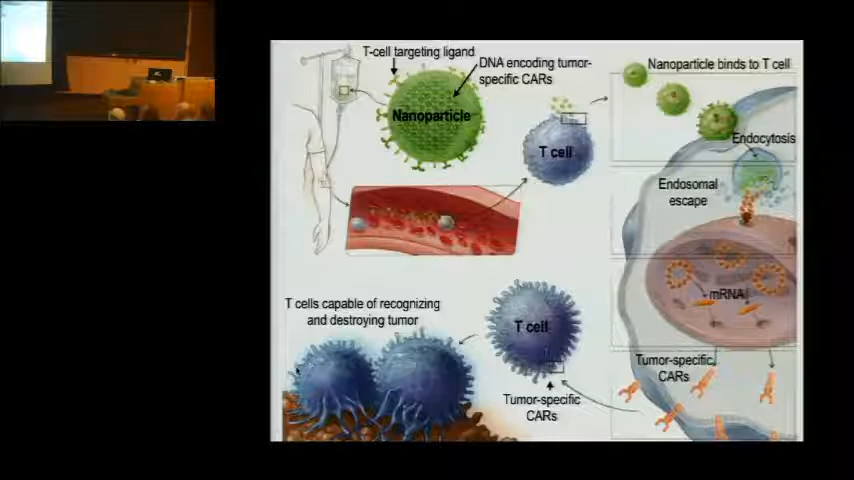 T-cell targeting ligand
DNA encoding tumor-
specific CARs
Nanoparticle
T cell
Nanoparticle binds to T cell
Endocytosis
Endosomal
escape
mRNA
Tumor-specific
CARs
T cell
Tumor-specific
CARs
T cells capable of recognizing
and destroying tumor